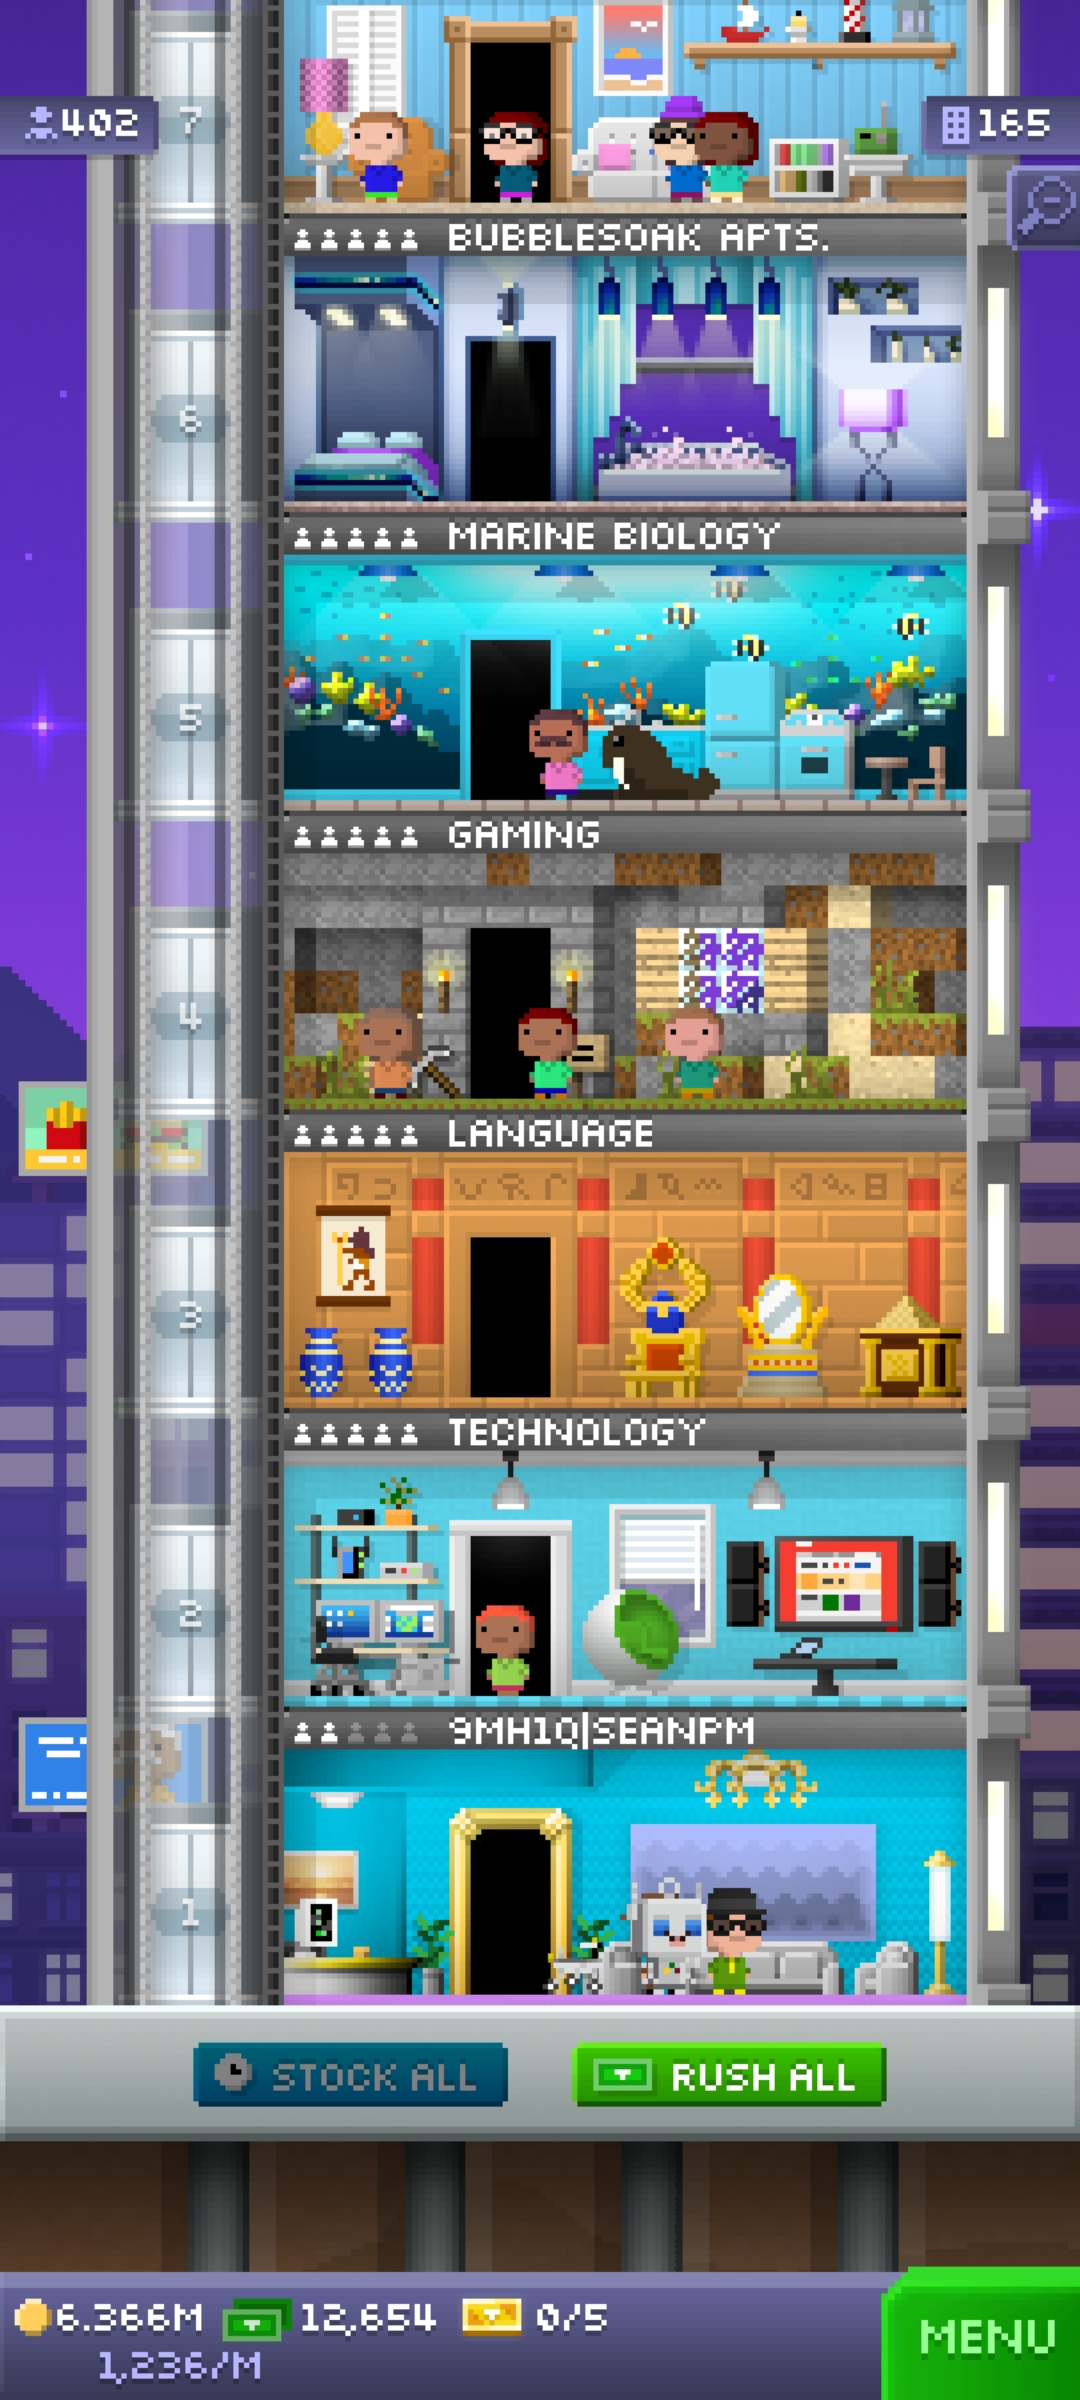 402
7
165
BUBBLESOAK APTS.
6
MARINE BIOLOGY
5
GAMING
4
LANGUAGE
3
TECHNOLOGY
2
9MH1Q|SEANPM
1
STOCK ALL
RUSH ALL
6.366M
12,654
0/5
1,236/M
MENU